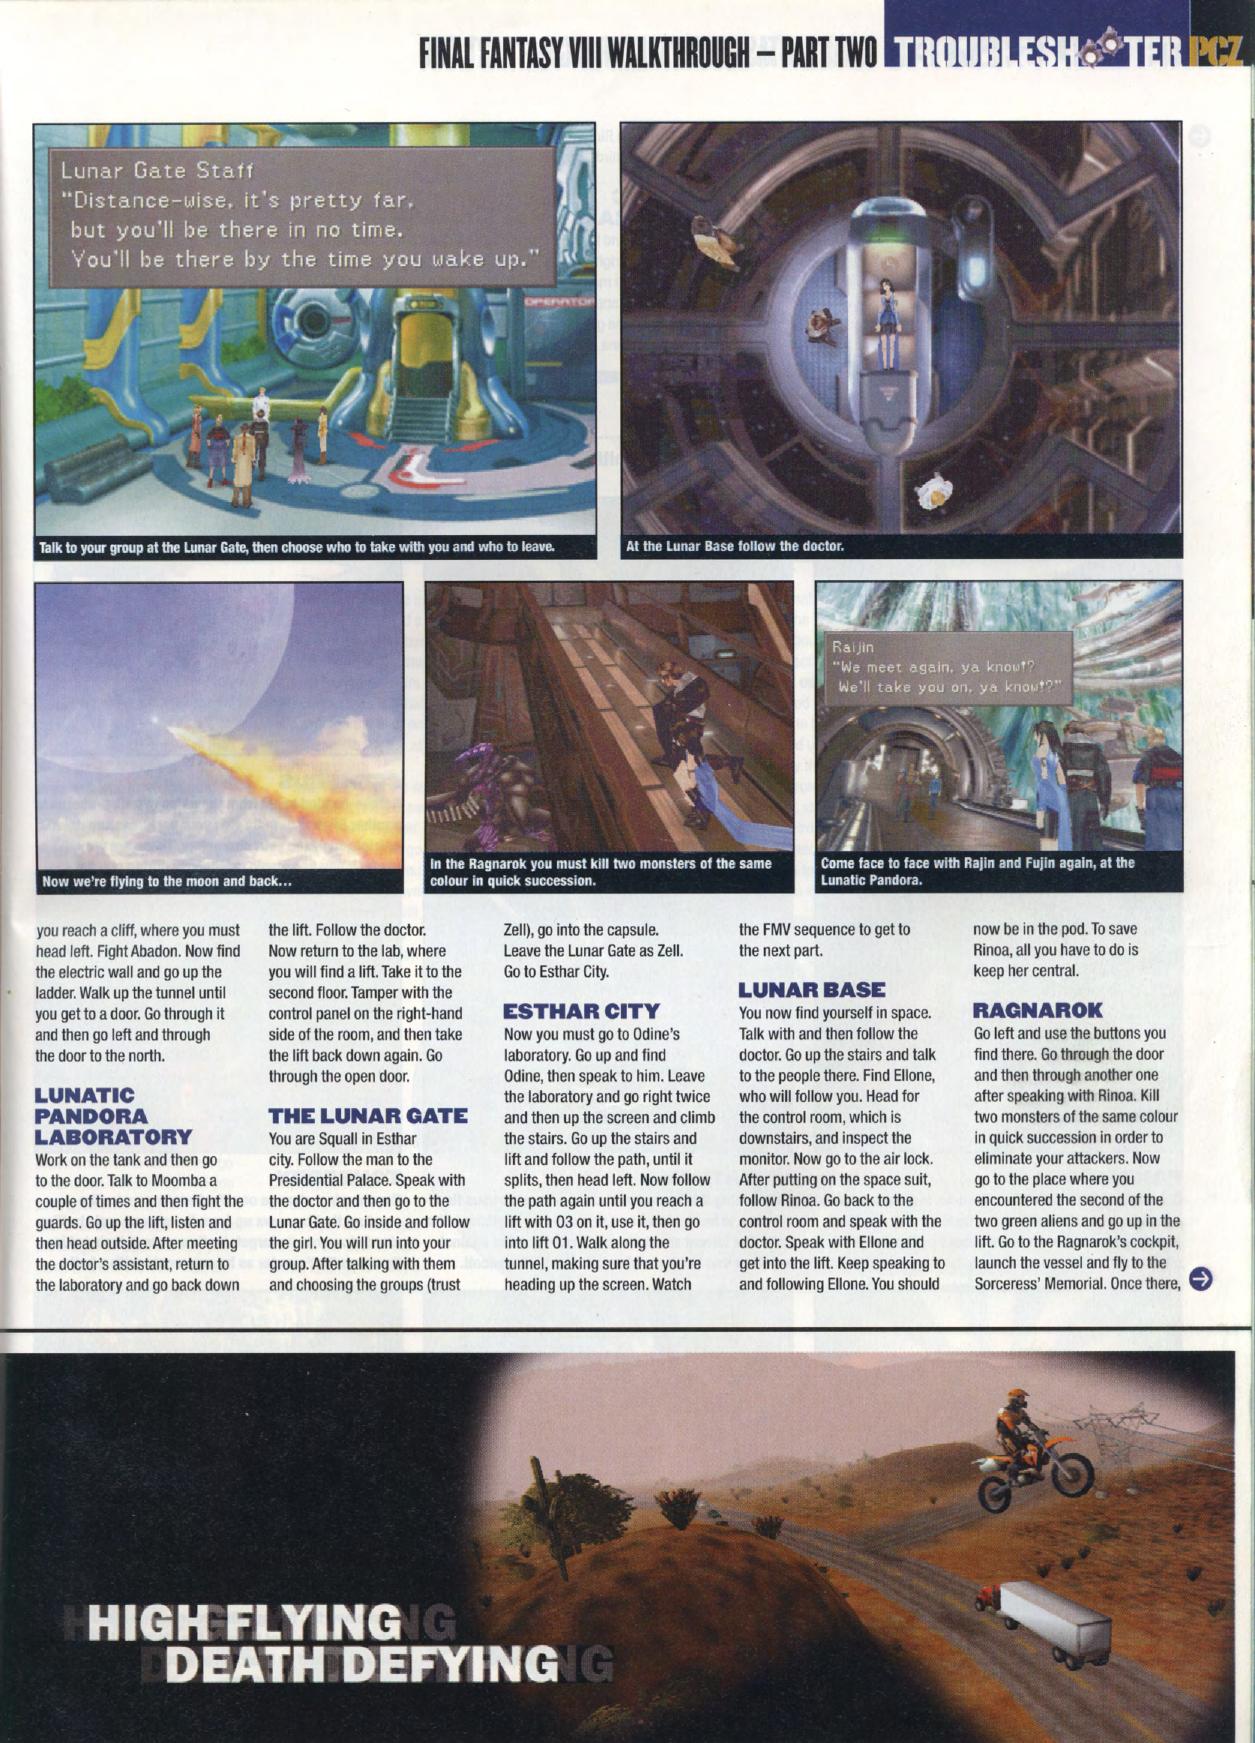 FINAL FANTASY VIII WALKTHROUGH – PART TWO TROUBLESHOOTER PCZ
Lunar Gate Staff
“Distance-wise, it's pretty far,
but you'll be there in no time.
You'll be there by the time you wake up.”
OPERATOR
Talk to your group at the Lunar Gate, then choose who to take with you and who to leave.
At the Lunar Base follow the doctor.
Now we're flying to the moon and back...
In the Ragnarok you must kill two monsters of the same
colour in quick succession.
Raijin
“We meet again, ya know!?
We'll take you on, ya know!?”
Come face to face with Rajin and Fujin again, at the
Lunatic Pandora.
you reach a cliff, where you must
head left. Fight Abadon. Now find
the electric wall and go up the
ladder. Walk up the tunnel until
you get to a door. Go through it
and then go left and through
the door to the north.
LUNATIC
PANDORA
LABORATORY
Work on the tank and then go
to the door. Talk to Moomba a
couple of times and then fight the
guards. Go up the lift, listen and
then head outside. After meeting
the doctor's assistant, return to
the laboratory and go back down
the lift. Follow the doctor.
Now return to the lab, where
you will find a lift. Take it to the
second floor. Tamper with the
control panel on the right-hand
side of the room, and then take
the lift back down again. Go
through the open door.
THE LUNAR GATE
You are Squall in Esthar
city. Follow the man to the
Presidential Palace. Speak with
the doctor and then go to the
Lunar Gate. Go inside and follow
the girl. You will run into your
group. After talking with them
and choosing the groups (trust
Zell), go into the capsule.
Leave the Lunar Gate as Zell.
Go to Esthar City.
ESTHAR CITY
Now you must go to Odine's
laboratory. Go up and find
Odine, then speak to him. Leave
the laboratory and go right twice
and then up the screen and climb
the stairs. Go up the stairs and
lift and follow the path, until it
splits, then head left. Now follow
the path again until you reach a
lift with 03 on it, use it, then go
into lift 01. Walk along the
tunnel, making sure that you're
heading up the screen. Watch
the FMV sequence to get to
the next part.
LUNAR BASE
You now find yourself in space.
Talk with and then follow the
doctor. Go up the stairs and talk
to the people there. Find Ellone,
who will follow you. Head for
the control room, which is
downstairs, and inspect the
monitor. Now go to the air lock.
After putting on the space suit,
follow Rinoa. Go back to the
control room and speak with the
doctor. Speak with Ellone and
get into the lift. Keep speaking to
and following Ellone. You should
now be in the pod. To save
Rinoa, all you have to do is
keep her central.
RAGNAROK
Go left and use the buttons you
find there. Go through the door
and then through another one
after speaking with Rinoa. Kill
two monsters of the same colour
in quick succession in order to
eliminate your attackers. Now
go to the place where you
encountered the second of the
two green aliens and go up in the
lift. Go to the Ragnarok's cockpit,
launch the vessel and fly to the
Sorceress' Memorial. Once there,
HIGH FLYING
DEATH DEFYING